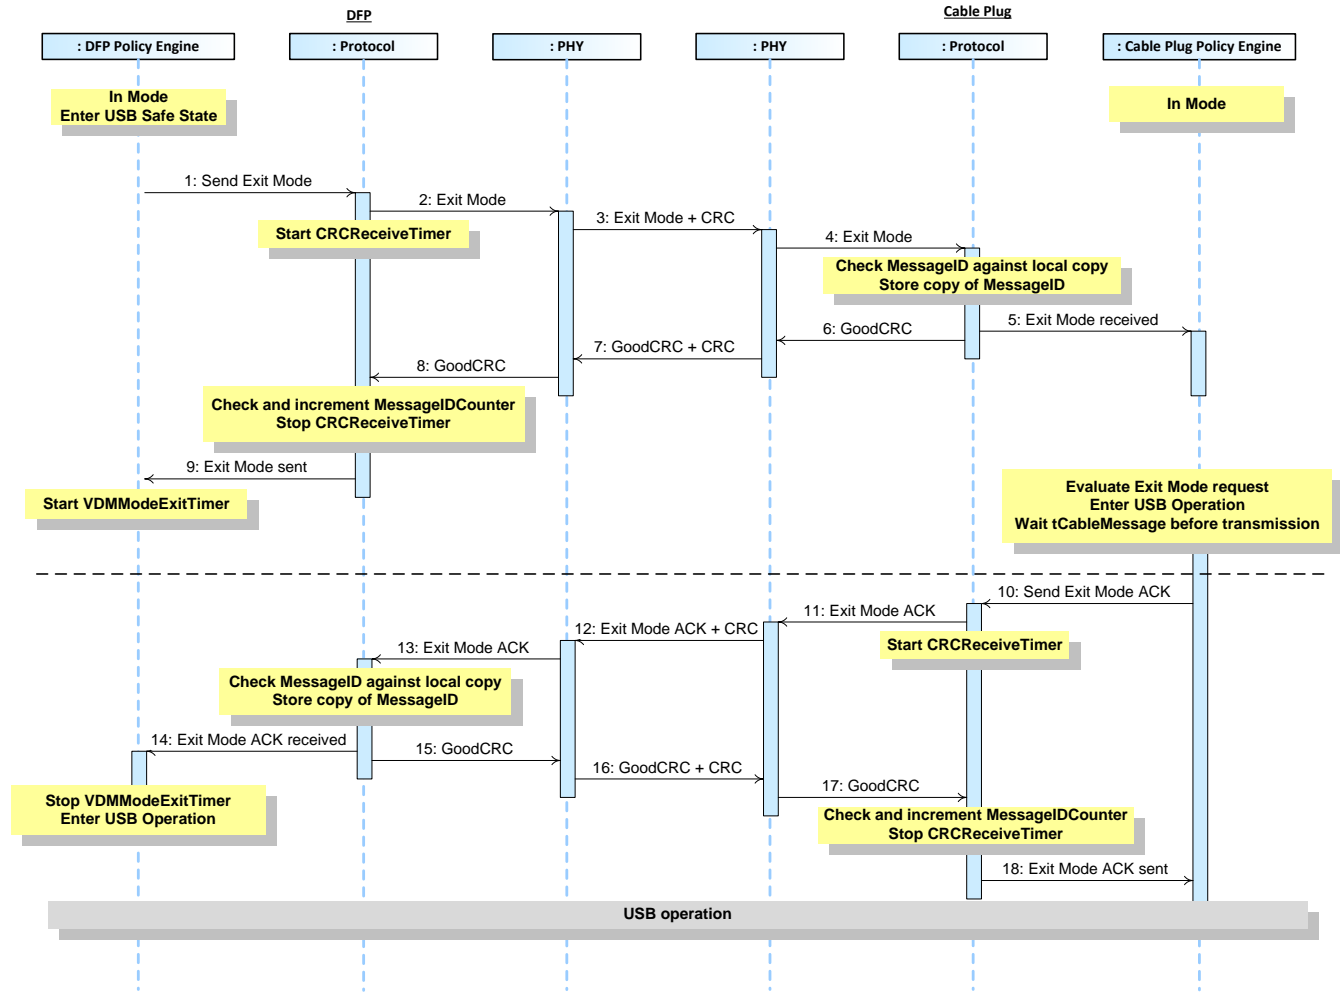 DFP
Cable Plug
: DFP Policy Engine
: Protocol
: PHY
: PHY
: Protocol
: Cable Plug Policy Engine
In Mode
Enter USB Safe State
In Mode
1: Send Exit Mode
2: Exit Mode
Start CRCReceiveTimer
3: Exit Mode + CRC
4: Exit Mode
Check MessageID against local copy
Store copy of MessageID
5: Exit Mode received
6: GoodCRC
7: GoodCRC + CRC
8: GoodCRC
Check and increment MessageIDCounter
Stop CRCReceiveTimer
9: Exit Mode sent
Start VDMModeExitTimer
Evaluate Exit Mode request
Enter USB Operation
Wait tCableMessage before transmission
10: Send Exit Mode ACK
11: Exit Mode ACK
Start CRCReceiveTimer
12: Exit Mode ACK + CRC
13: Exit Mode ACK
Check MessageID against local copy
Store copy of MessageID
14: Exit Mode ACK received
15: GoodCRC
16: GoodCRC + CRC
17: GoodCRC
Stop VDMModeExitTimer
Enter USB Operation
Check and increment MessageIDCounter
Stop CRCReceiveTimer
18: Exit Mode ACK sent
USB operation